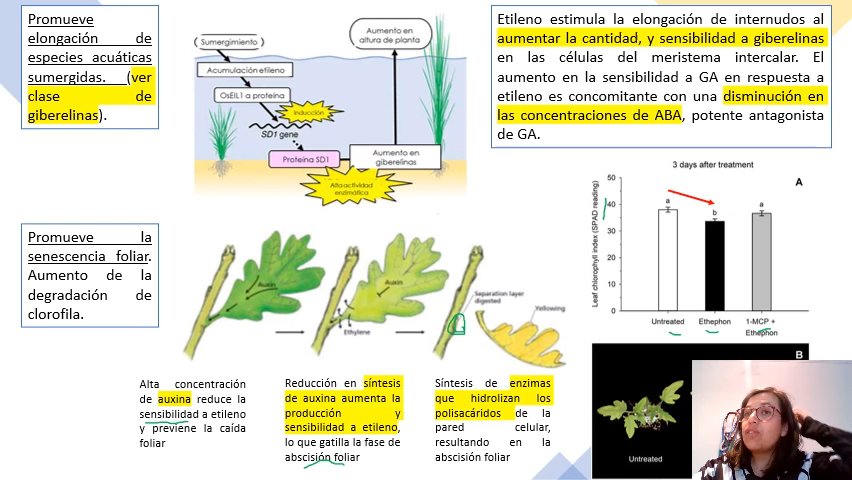 Promueve
elongación de
especies acuáticas
sumergidas. (ver
clase de
giberelinas).
Sumergimiento
Acumulación etileno
OsEIL1 a proteína
Inducción
SD1 gene
Proteína SD1
Alta actividad
enzimática
Aumento en
giberelinas
Aumento en
altura de planta
Etileno estimula la elongación de internudos al
aumentar la cantidad, y sensibilidad a giberelinas
en las células del meristema intercalar. El
aumento en la sensibilidad a GA en respuesta a
etileno es concomitante con una disminución en
las concentraciones de ABA, potente antagonista
de GA.
Promueve la
senescencia foliar.
Aumento de la
degradación de
clorofila.
Auxin
Auxin
Ethylene
Separation layer
digested
Yellowing
Alta concentración
de auxina reduce la
sensibilidad a etileno
y previene la caída
foliar
Reducción en síntesis
de auxina aumenta la
producción y
sensibilidad a etileno,
lo que gatilla la fase de
abscisión foliar
Síntesis de enzimas
que hidrolizan los
polisacáridos de la
pared celular,
resultando en la
abscisión foliar
3 days after treatment
A
Leaf chlorophyll index (SPAD reading)
50
40
30
20
10
0
a
b
a
Untreated
Ethephon
1-MCP +
Ethephon
B
Untreated